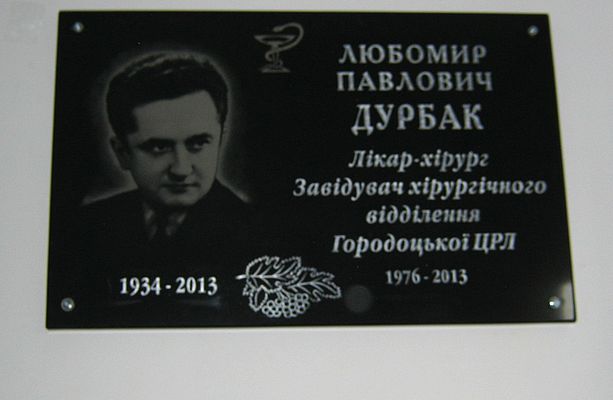 ЛЮБОМИР
ПАВЛОВИЧ
ДУРБАК
Лікар-хірург
Завідувач хірургічного
відділення
Городоцької ЦРЛ
1976 - 2013
1934 - 2013